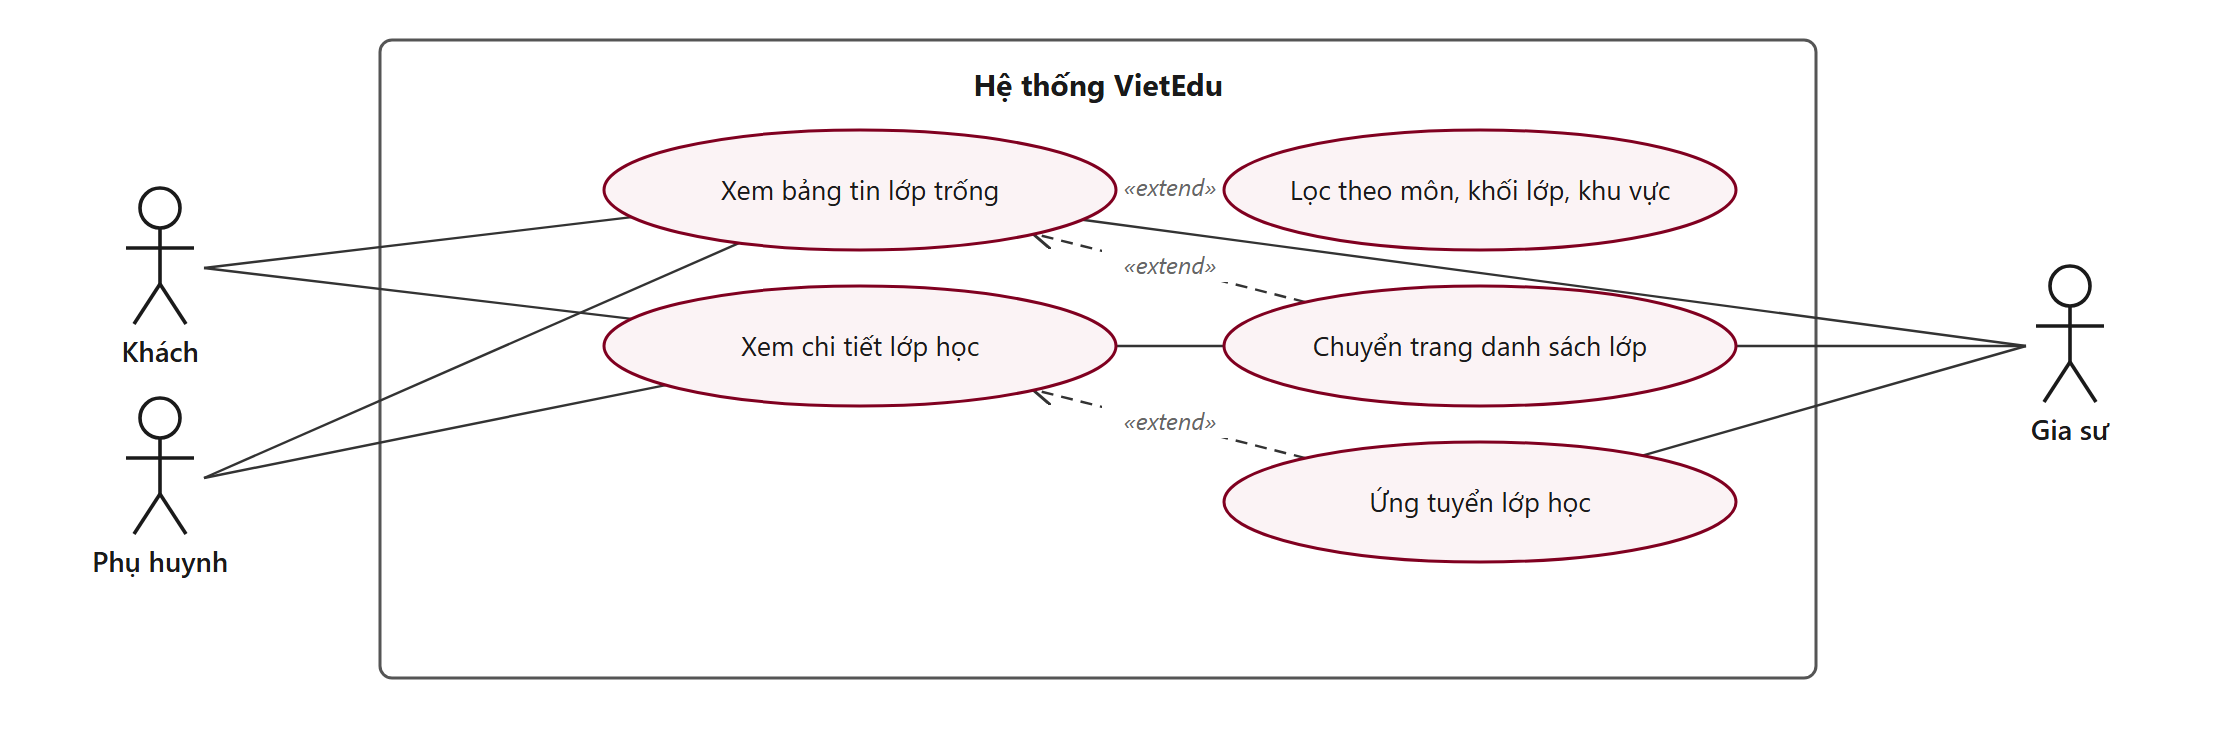 Hệ thống VietEdu
Xem bảng tin lớp trống
«extend»
Lọc theo môn, khối lớp, khu vực
«extend»
Xem chi tiết lớp học
Chuyển trang danh sách lớp
Khách
«extend»
Gia sư
Ứng tuyển lớp học
Phụ huynh